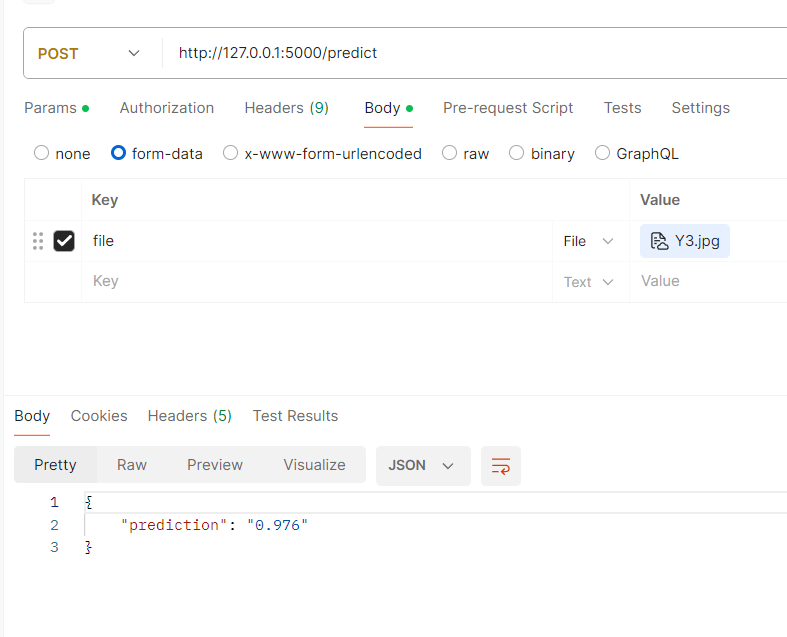 POST http://127.0.0.1:5000/predict
Params Authorization Headers (9) Body Pre-request Script Tests Settings
none form-data x-www-form-urlencoded raw binary GraphQL
Key Value
file File Y3.jpg
Key Text Value
Body Cookies Headers (5) Test Results
Pretty Raw Preview Visualize JSON
1 {
2 "prediction": "0.976"
3 }